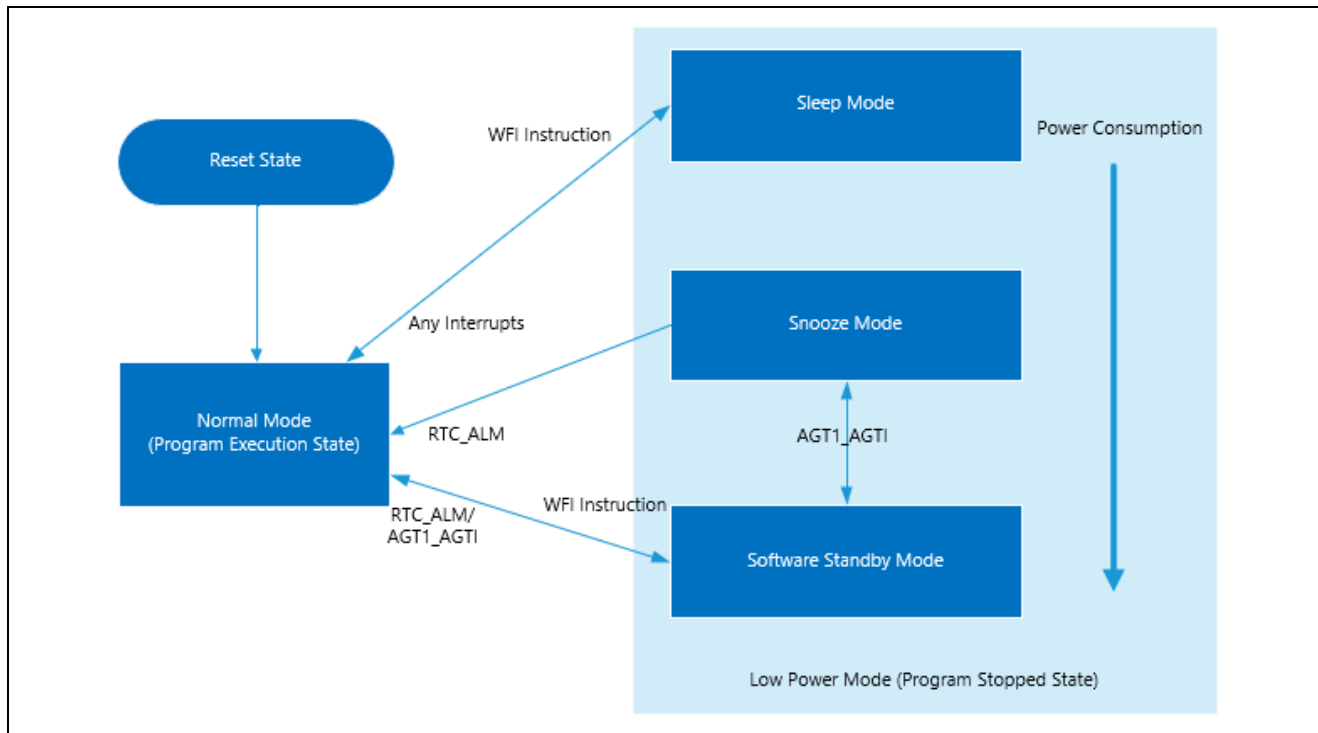 Sleep Mode
Power Consumption
WFI Instruction
Reset State
Any Interrupts
Snooze Mode
Normal Mode
(Program Execution State)
RTC_ALM
AGT1_AGTI
WFI Instruction
RTC_ALM/
AGT1_AGTI
Software Standby Mode
Low Power Mode (Program Stopped State)